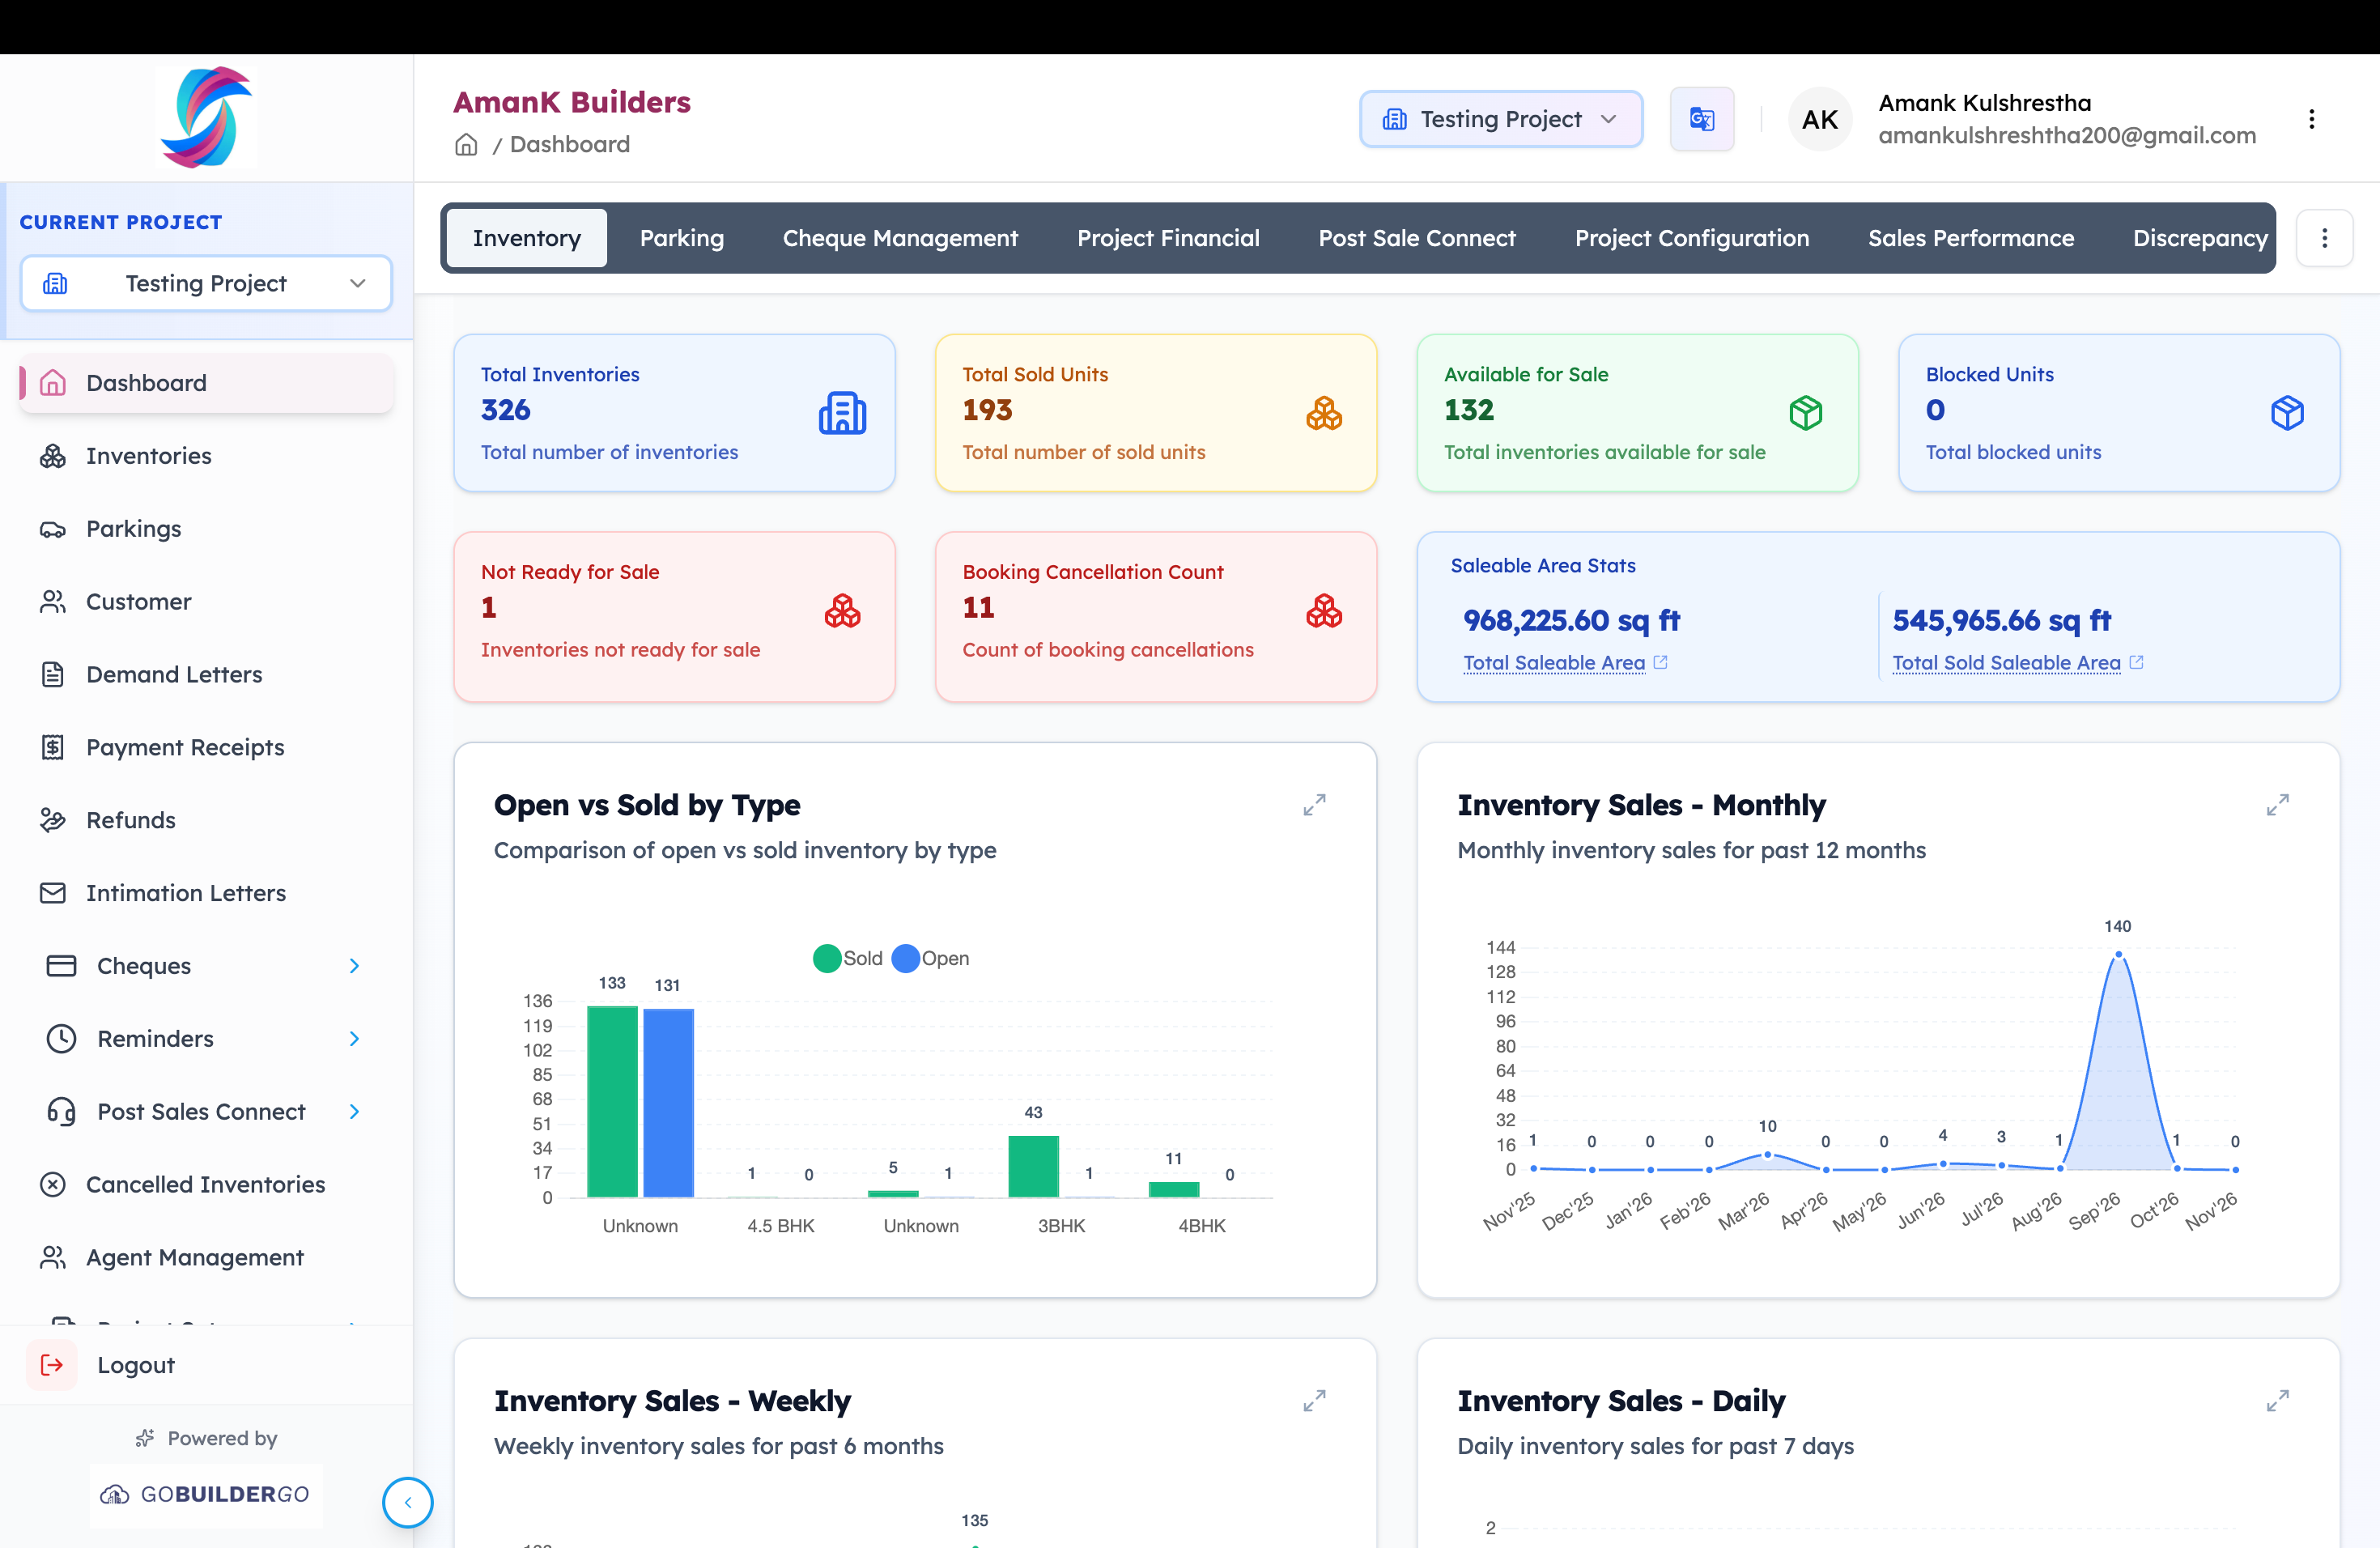 AmanK Builders
/ Dashboard
Testing Project
AK
Amank Kulshrestha
amankulshreshtha200@gmail.com
CURRENT PROJECT
Testing Project
Dashboard
Inventories
Parkings
Customer
Demand Letters
Payment Receipts
Refunds
Intimation Letters
Cheques
Reminders
Post Sales Connect
Cancelled Inventories
Agent Management
Logout
Powered by
GOBUILDERGO
Inventory
Parking
Cheque Management
Project Financial
Post Sale Connect
Project Configuration
Sales Performance
Discrepancy
Total Inventories
326
Total number of inventories
Total Sold Units
193
Total number of sold units
Available for Sale
132
Total inventories available for sale
Blocked Units
0
Total blocked units
Not Ready for Sale
1
Inventories not ready for sale
Booking Cancellation Count
11
Count of booking cancellations
Saleable Area Stats
968,225.60 sq ft
Total Saleable Area
545,965.66 sq ft
Total Sold Saleable Area
Open vs Sold by Type
Comparison of open vs sold inventory by type
Sold Open
133 131
136
119
102
85
68
51
34
17
0
1 0
5 1
43 1
11 0
Unknown 4.5 BHK Unknown 3BHK 4BHK
Inventory Sales - Monthly
Monthly inventory sales for past 12 months
140
144
128
112
96
80
64
48
32
16
0
1 0 0 0 10 0 0 4 3 1 1 0
Nov'25 Dec'25 Jan'26 Feb'26 Mar'26 Apr'26 May'26 Jun'26 Jul'26 Aug'26 Sep'26 Oct'26 Nov'26
Inventory Sales - Weekly
Weekly inventory sales for past 6 months
135
Inventory Sales - Daily
Daily inventory sales for past 7 days
2